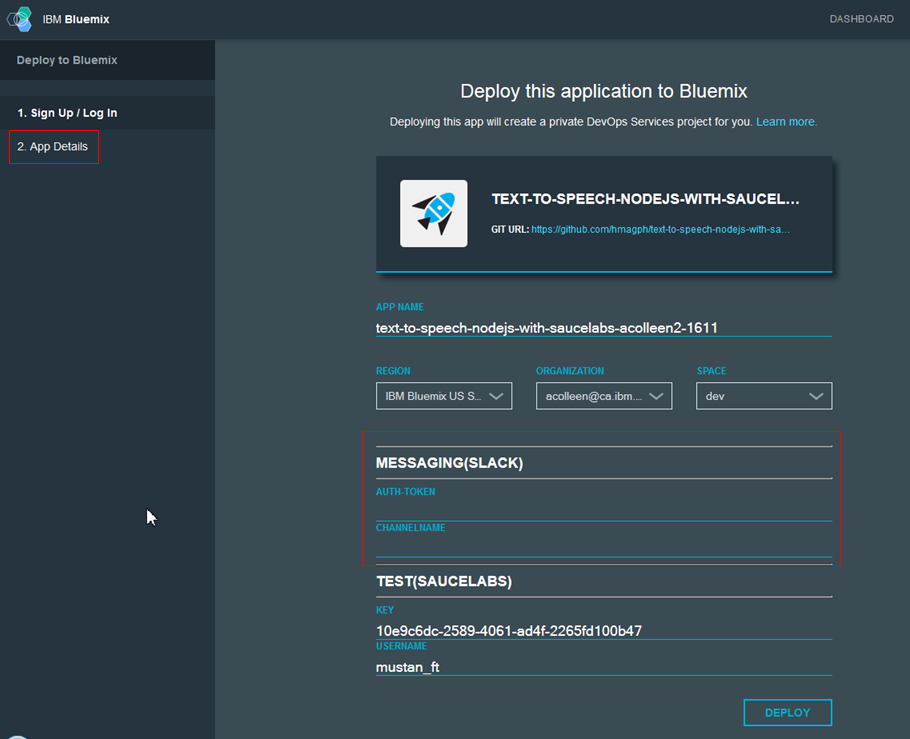 IBM Bluemix
DASHBOARD
Deploy to Bluemix
1. Sign Up / Log In
2. App Details
Deploy this application to Bluemix
Deploying this app will create a private DevOps Services project for you. Learn more.
TEXT-TO-SPEECH-NODEJS-WITH-SAUCEL...
GIT URL: https://github.com/hmagph/text-to-speech-nodejs-with-sa...
APP NAME
text-to-speech-nodejs-with-saucelabs-acolleen2-1611
REGION
ORGANIZATION
SPACE
IBM Bluemix US S...
acolleen@ca.ibm....
dev
MESSAGING(SLACK)
AUTH-TOKEN
CHANNELNAME
TEST(SAUCELABS)
KEY
10e9c6dc-2589-4061-ad4f-2265fd100b47
USERNAME
mustan_ft
DEPLOY